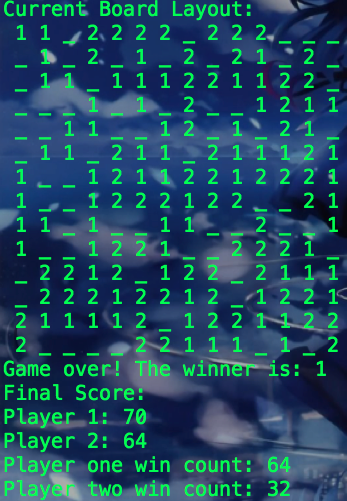 Current Board Layout:
1 1 _ 2 2 2 2 _ 2 2 2 _ _ _
_ 1 _ 2 _ 1 _ 2 _ 2 1 _ 2 _
_ 1 1 _ 1 1 1 2 2 1 1 2 2 _
_ _ _ 1 _ 1 _ 2 _ _ 1 2 1 1
_ _ 1 1 _ _ 1 2 _ 1 _ 2 1 _
_ 1 1 _ 2 1 1 _ 2 1 1 1 2 1
1 _ _ 1 2 1 1 2 2 1 2 2 2 1
1 _ _ 1 2 2 2 1 2 2 _ _ 2 1
1 1 _ 1 _ _ 1 1 _ _ 2 _ _ 1
1 _ _ 1 2 2 1 _ _ 2 2 2 1 _
_ 2 2 1 2 _ 1 2 2 _ 2 1 1 1
_ 2 2 2 1 2 2 1 2 _ 1 2 2 1
2 1 1 1 1 2 _ 1 2 2 1 1 2 2
2 _ _ _ _ 2 2 1 1 1 _ 1 _ 2
Game over! The winner is: 1
Final Score:
Player 1: 70
Player 2: 64
Player one win count: 64
Player two win count: 32